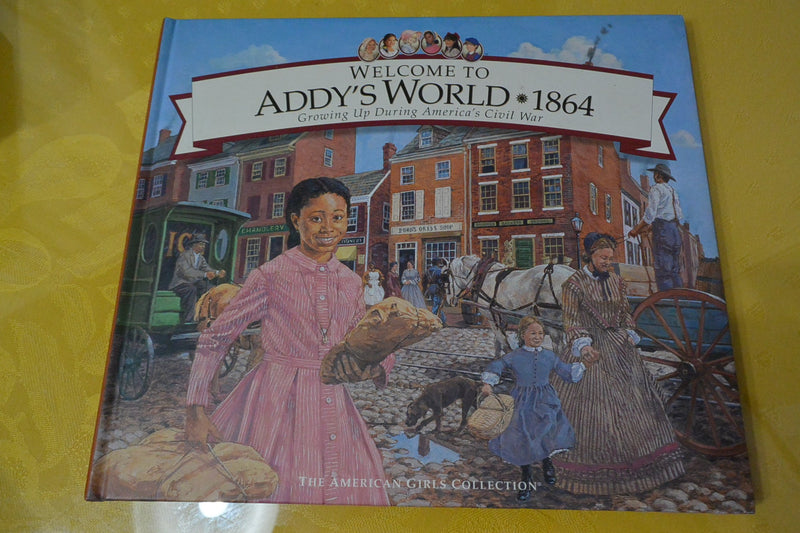 WELCOME TO
ADDY'S WORLD * 1864
Growing Up During America's Civil War
CHANDLERY
THE AMERICAN GIRLS COLLECTION